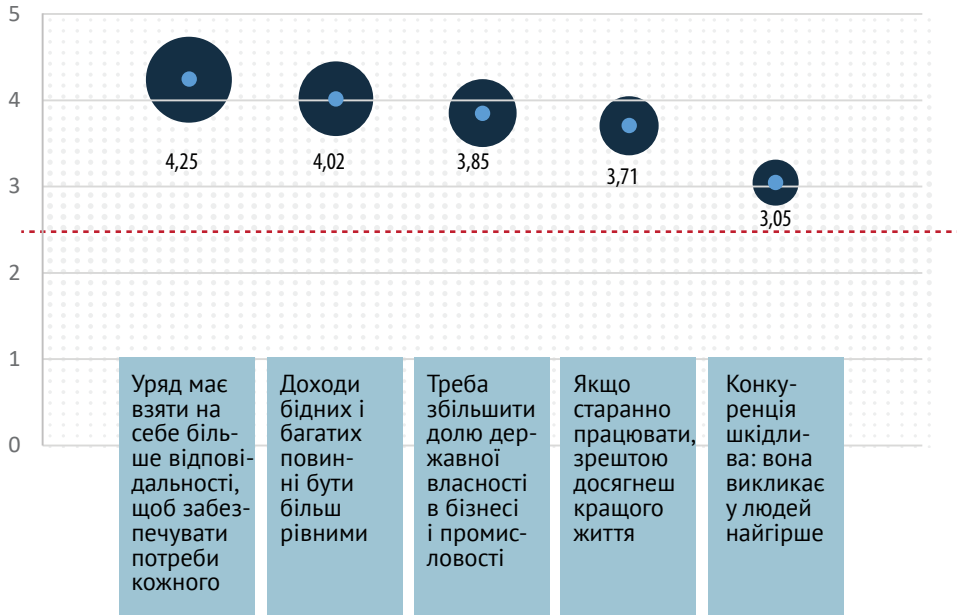 5
4
3
2
1
0
4,25
4,02
3,85
3,71
3,05
Уряд має
взяти на
себе біль-
ше відпові-
дальності,
щоб забез-
печувати
потреби
кожного
Доходи
бідних і
багатих
повин-
ні бути
більш
рівними
Треба
збільшити
долю дер-
жавної
власності
в бізнесі
і промис-
ловості
Якщо
старанно
працювати,
зрештою
досягнеш
кращого
життя
Конку-
ренція
шкідли-
ва: вона
викликає
у людей
найгірше